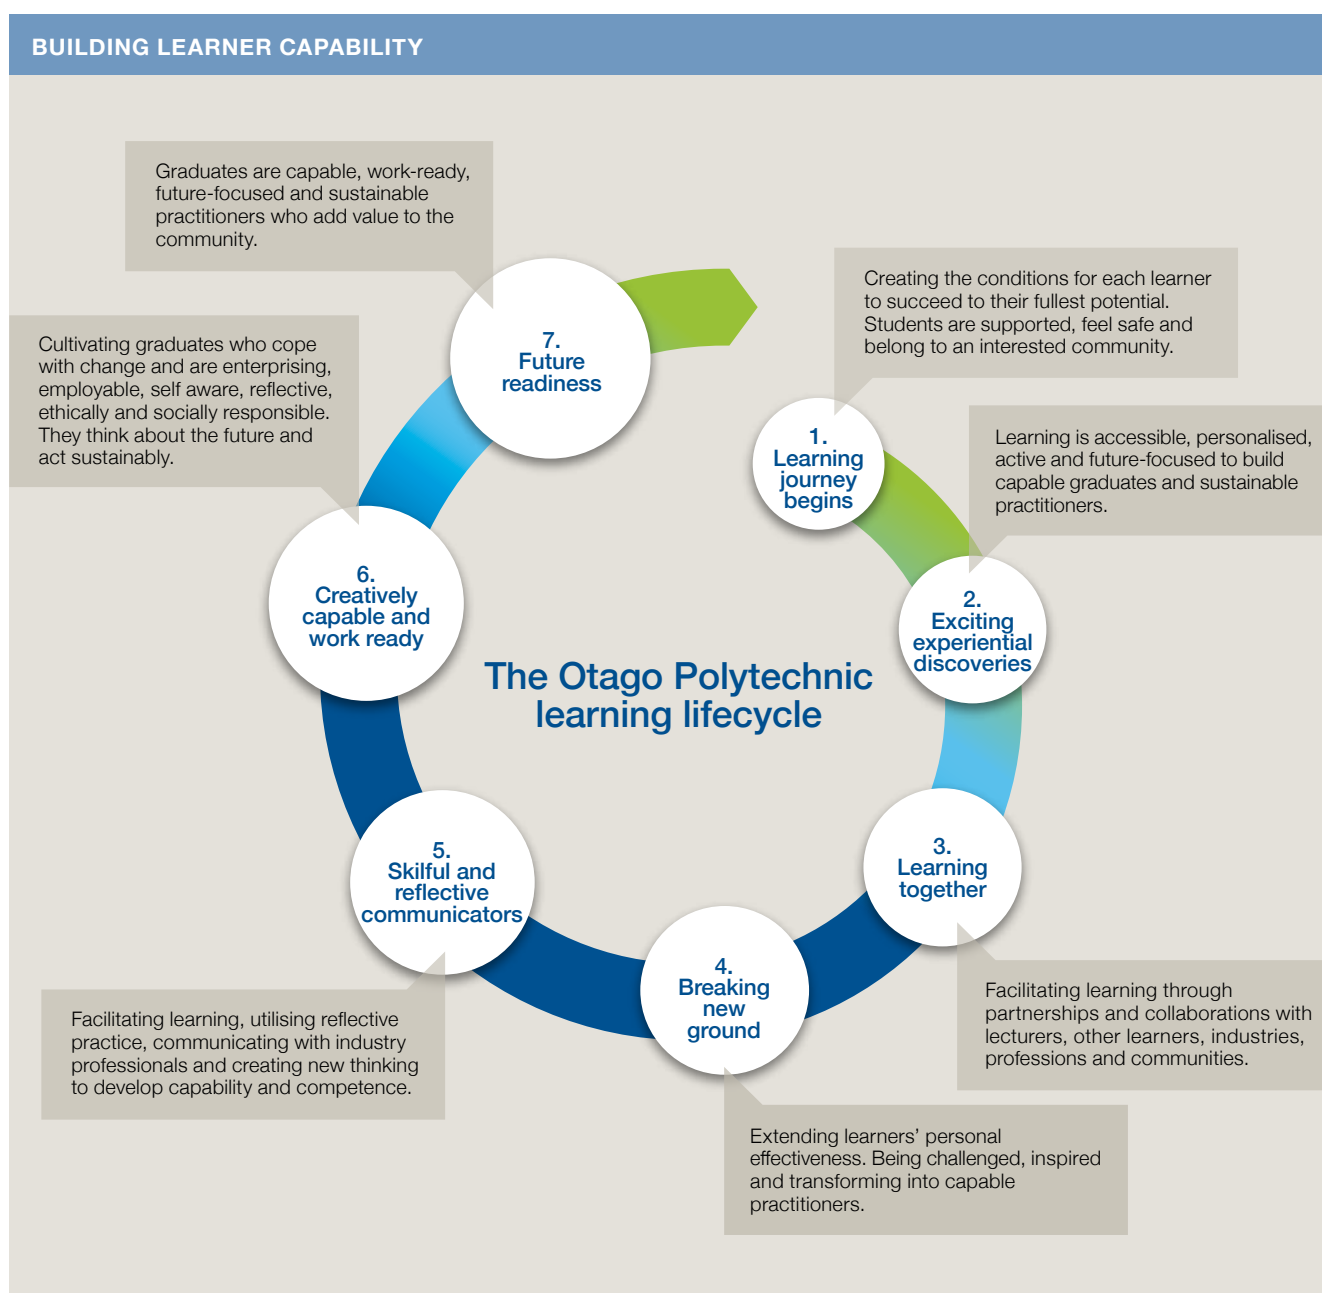 BUILDING LEARNER CAPABILITY
Graduates are capable, work-ready,
future-focused and sustainable
practitioners who add value to the
community.
Creating the conditions for each learner
to succeed to their fullest potential.
Students are supported, feel safe and
belong to an interested community.
Cultivating graduates who cope
with change and are enterprising,
employable, self aware, reflective,
ethically and socially responsible.
They think about the future and
act sustainably.
7.
Future
readiness
Learning is accessible, personalised,
active and future-focused to build
capable graduates and sustainable
practitioners.
1.
Learning
journey
begins
6.
Creatively
capable and
work ready
2.
Exciting
experiential
discoveries
The Otago Polytechnic
learning lifecycle
5.
Skilful and
reflective
communicators
3.
Learning
together
4.
Breaking
new
ground
Facilitating learning, utilising reflective
practice, communicating with industry
professionals and creating new thinking
to develop capability and competence.
Facilitating learning through
partnerships and collaborations with
lecturers, other learners, industries,
professions and communities.
Extending learners’ personal
effectiveness. Being challenged, inspired
and transforming into capable
practitioners.